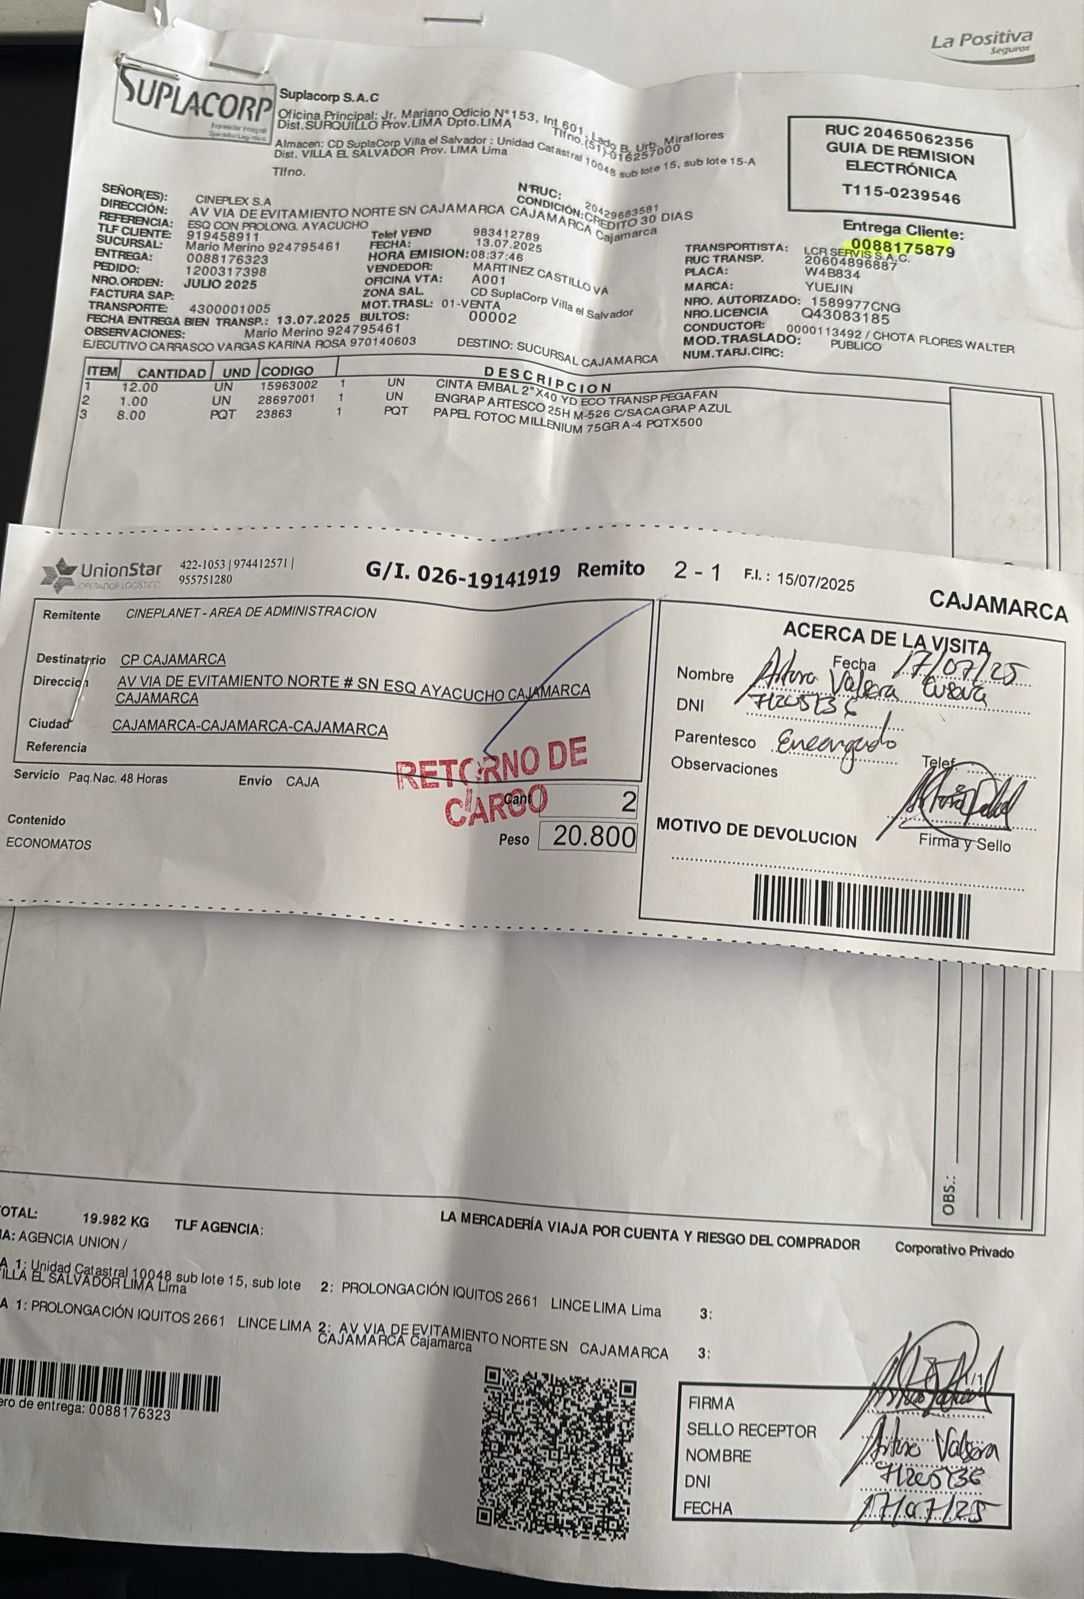 La Positiva
Seguros
SUPLACORP
Suplacorp S.A.C
Oficina Principal: Jr. Mariano Odicio N°153, Int 601, Lado B, Urb. Miraflores
Dist.SURQUILLO Prov.LIMA Dpto.LIMA Tlfno.(51)-016257000
Almacen: CD SuplaCorp Villa el Salvador : Unidad Catastral 10048 sub lote 15, sub lote 15-A
Dist. VILLA EL SALVADOR Prov. LIMA Lima
Tlfno.
RUC 20465062356
GUIA DE REMISION
ELECTRÓNICA
T115-0239546
Entrega Cliente:
0088175879
SEÑOR(ES): CINEPLEX S.A
N°RUC: 20429683581
DIRECCIÓN: AV VIA DE EVITAMIENTO NORTE SN CAJAMARCA CAJAMARCA Cajamarca
CONDICIÓN: CREDITO 30 DIAS
REFERENCIA: ESQ CON PROLONG. AYACUCHO
TLF CLIENTE: 919458911
Telef VEND 983412789
SUCURSAL: Mario Merino 924795461
FECHA: 13.07.2025
ENTREGA: 0088176323
HORA EMISION: 08:37:46
PEDIDO: 1200317398
VENDEDOR: MARTINEZ CASTILLO VA
NRO.ORDEN: JULIO 2025
OFICINA VTA: A001
FACTURA SAP:
ZONA SAL. CD SuplaCorp Villa el Salvador
TRANSPORTE: 4300001005
MOT.TRASL: 01-VENTA
FECHA ENTREGA BIEN TRANSP.: 13.07.2025 BULTOS: 00002
OBSERVACIONES: Mario Merino 924795461
EJECUTIVO CARRASCO VARGAS KARINA ROSA 970140603
DESTINO: SUCURSAL CAJAMARCA
TRANSPORTISTA: LCR SERVIS S.A.C.
RUC TRANSP. 20604896887
PLACA: W4B834
MARCA: YUEJIN
NRO. AUTORIZADO: 1589977CNG
NRO.LICENCIA Q43083185
CONDUCTOR: 0000113492 / CHOTA FLORES WALTER
MOD.TRASLADO: PUBLICO
NUM.TARJ.CIRC:
ITEM CANTIDAD UND CODIGO DESCRIPCION
1 12.00 UN 15963002 1 UN CINTA EMBAL 2"X40 YD ECO TRANSP PEGAFAN
2 1.00 UN 28697001 1 UN ENGRAP ARTESCO 25H M-526 C/SACAGRAP AZUL
3 8.00 PQT 23863 1 PQT PAPEL FOTOC MILLENIUM 75GR A-4 PQTX500
UnionStar
OPERADOR LOGISTICO
422-1053 | 974412571 |
955751280
G/I. 026-19141919 Remito 2 - 1 F.I. : 15/07/2025
CAJAMARCA
Remitente CINEPLANET - AREA DE ADMINISTRACION
Destinatario CP CAJAMARCA
Direccion AV VIA DE EVITAMIENTO NORTE # SN ESQ AYACUCHO CAJAMARCA
CAJAMARCA
Ciudad CAJAMARCA-CAJAMARCA-CAJAMARCA
Referencia
Servicio Paq.Nac. 48 Horas
Envio CAJA
RETORNO DE
CARGO
Cant 2
Peso 20.800
Contenido
ECONOMATOS
ACERCA DE LA VISITA
Fecha 17/07/25
Nombre Arturo Valera
DNI 71205736
Parentesco Encargado
Telef
Observaciones
Firma y Sello
MOTIVO DE DEVOLUCION
OBS.:
OTAL: 19.982 KG TLF AGENCIA:
LA MERCADERÍA VIAJA POR CUENTA Y RIESGO DEL COMPRADOR
Corporativo Privado
IA: AGENCIA UNION /
A 1: Unidad Catastral 10048 sub lote 15, sub lote 2: PROLONGACIÓN IQUITOS 2661 LINCE LIMA Lima 3:
ILLA EL SALVADOR LIMA Lima
A 1: PROLONGACIÓN IQUITOS 2661 LINCE LIMA 2: AV VIA DE EVITAMIENTO NORTE SN CAJAMARCA 3:
CAJAMARCA Cajamarca
ero de entrega: 0088176323
FIRMA
SELLO RECEPTOR
NOMBRE Arturo Valera
DNI 71205736
FECHA 17/07/25